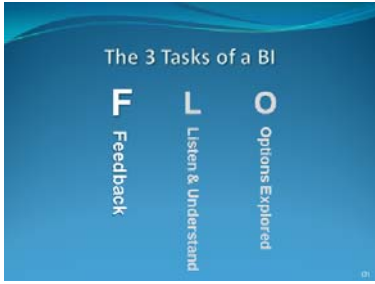 The 3 Tasks of a BI
F L O
Feedback
Listen & Understand
Options Explored